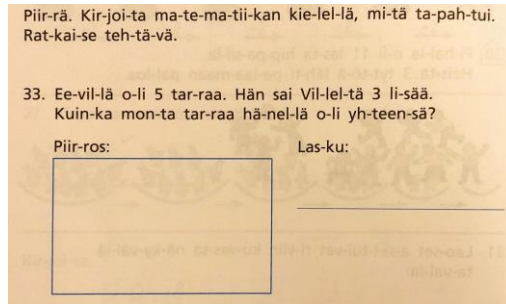 Piir-rä. Kir-joi-ta ma-te-ma-tii-kan kie-lel-lä, mi-tä ta-pah-tui.
Rat-kai-se teh-tä-vä.
33. Ee-vil-lä o-li 5 tar-raa. Hän sai Vil-lel-tä 3 li-sää.
Kuin-ka mon-ta tar-raa hä-nel-lä o-li yh-teen-sä?
Piir-ros:
Las-ku: